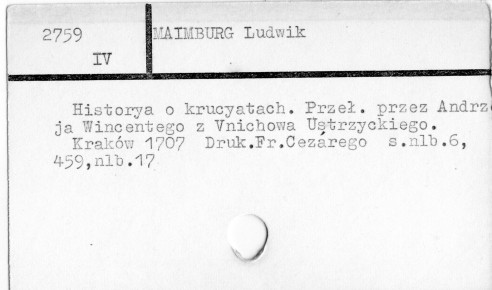 2759
IV
MAIMBURG Ludwik
Historya o krucyatach. Przeł. przez Andrze
ja Wincentego z Vnichowa Ustrzyckiego.
Kraków 1707 Druk.Fr.Cezárego s.nlb.6,
459,nlb.17